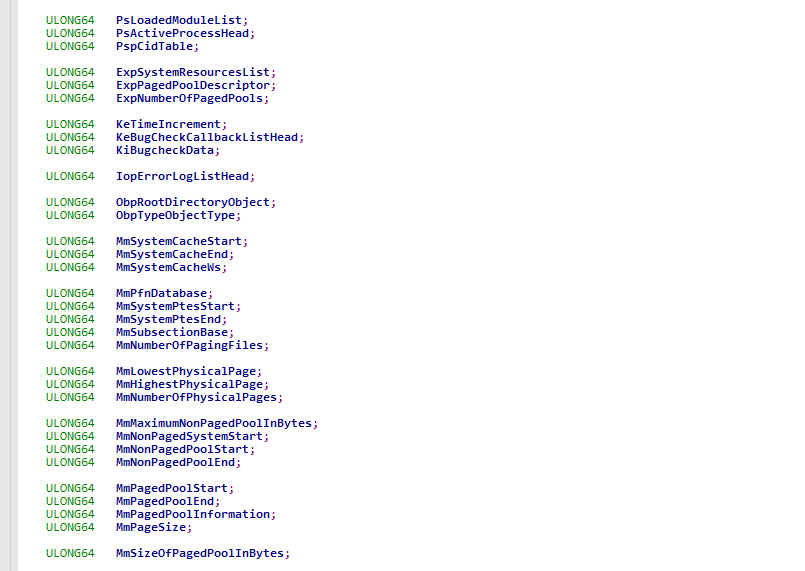 ULONG64 PsLoadedModuleList;
ULONG64 PsActiveProcessHead;
ULONG64 PspCidTable;
ULONG64 ExpSystemResourcesList;
ULONG64 ExpPagedPoolDescriptor;
ULONG64 ExpNumberOfPagedPools;
ULONG64 KeTimeIncrement;
ULONG64 KeBugCheckCallbackListHead;
ULONG64 KiBugcheckData;
ULONG64 IopErrorLogListHead;
ULONG64 ObpRootDirectoryObject;
ULONG64 ObpTypeObjectType;
ULONG64 MmSystemCacheStart;
ULONG64 MmSystemCacheEnd;
ULONG64 MmSystemCacheWs;
ULONG64 MmPfnDatabase;
ULONG64 MmSystemPtesStart;
ULONG64 MmSystemPtesEnd;
ULONG64 MmSubsectionBase;
ULONG64 MmNumberOfPagingFiles;
ULONG64 MmLowestPhysicalPage;
ULONG64 MmHighestPhysicalPage;
ULONG64 MmNumberOfPhysicalPages;
ULONG64 MmMaximumNonPagedPoolInBytes;
ULONG64 MmNonPagedSystemStart;
ULONG64 MmNonPagedPoolStart;
ULONG64 MmNonPagedPoolEnd;
ULONG64 MmPagedPoolStart;
ULONG64 MmPagedPoolEnd;
ULONG64 MmPagedPoolInformation;
ULONG64 MmPageSize;
ULONG64 MmSizeOfPagedPoolInBytes;